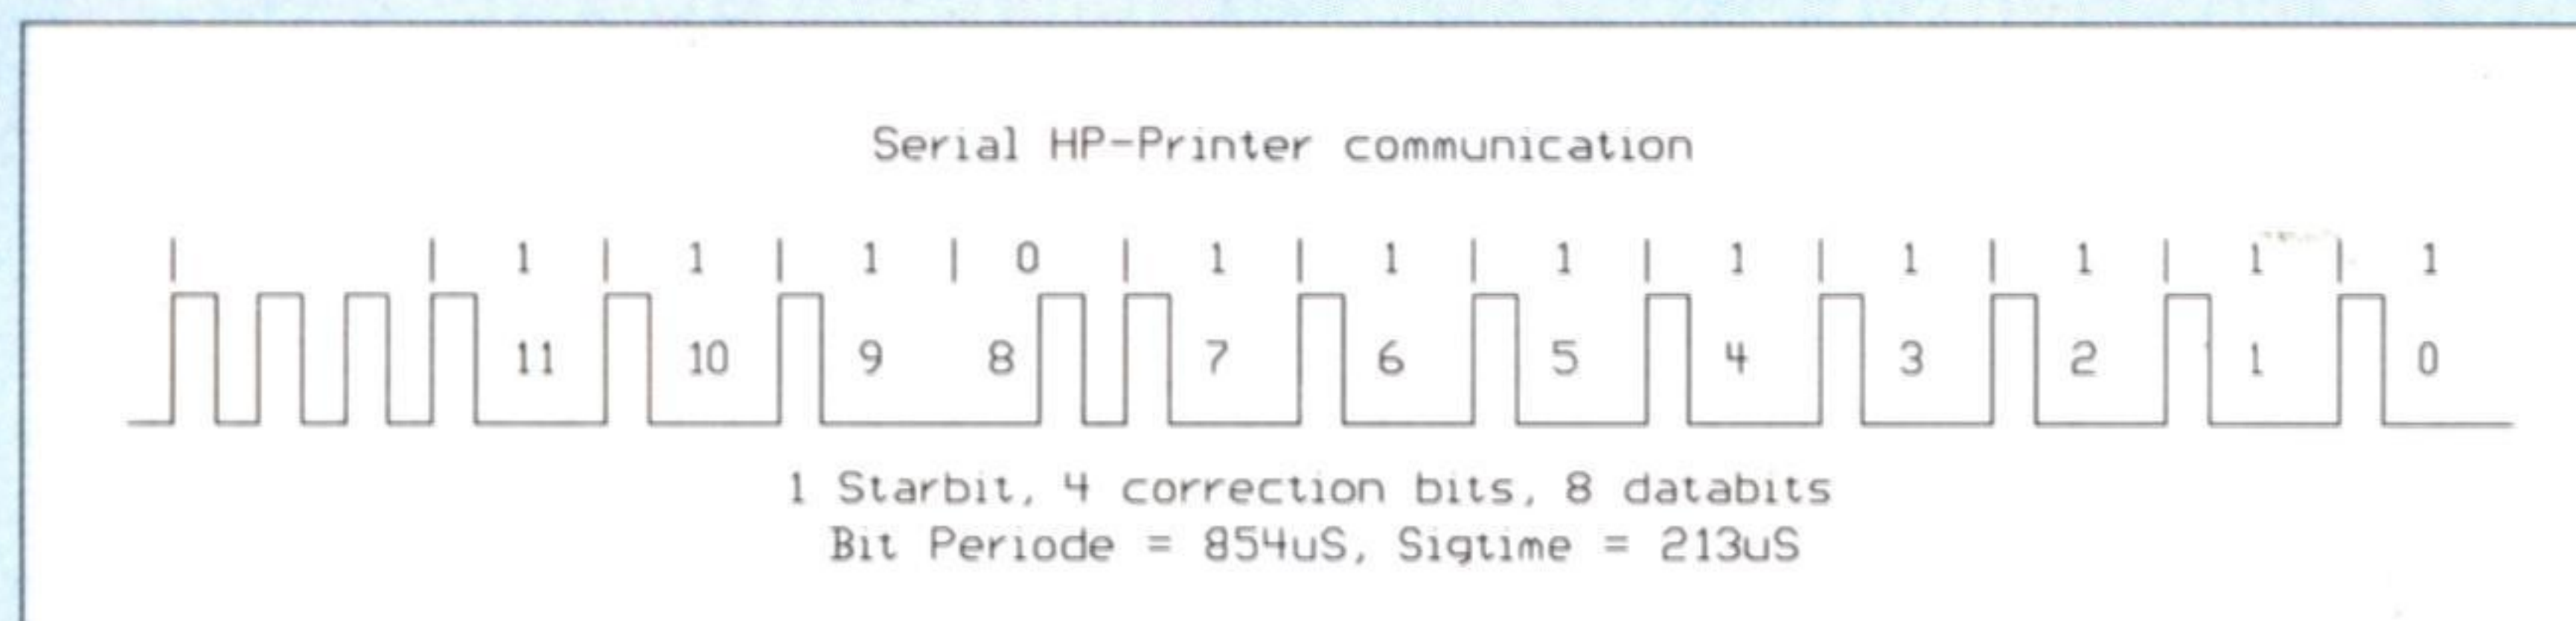 Serial HP-Printer communication
| | 1 | 1 | 1 | 0 | 1 | 1 | 1 | 1 | 1 | 1 | 1 | 1
11 10 9 8 7 6 5 4 3 2 1 0
1 Starbit, 4 correction bits, 8 databits
Bit Periode = 854uS, Sigtime = 213uS